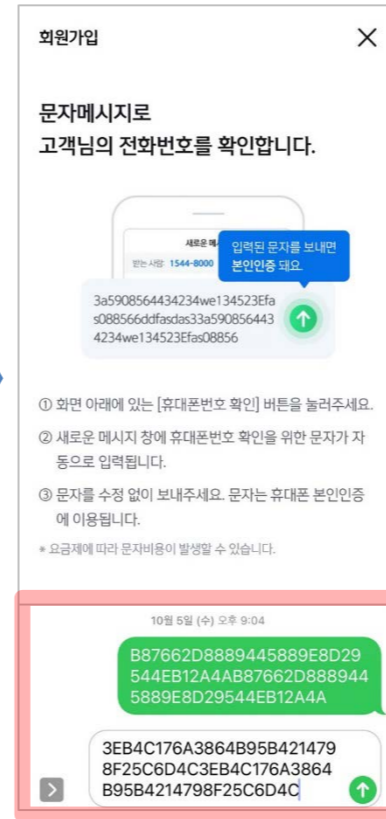 회원가입
문자메시지로
고객님의 전화번호를 확인합니다.
새로운 메
입력된 문자를 보내면
받는 사람: 1544-8000
본인인증 돼요.
3a5908564434234we134523Efa
s088566ddfasdas33a590856443
4234we134523Efas08856
① 화면 아래에 있는 [휴대폰번호 확인] 버튼을 눌러주세요.
② 새로운 메시지 창에 휴대폰번호 확인을 위한 문자가 자
동으로 입력됩니다.
③ 문자를 수정 없이 보내주세요. 문자는 휴대폰 본인인증
에 이용됩니다.
* 요금제에 따라 문자비용이 발생할 수 있습니다.
10월 5일 (수) 오후 9:04
B87662D8889445889E8D29
544EB12A4AB87662D888944
5889E8D29544EB12A4A
3EB4C176A3864B95B421479
8F25C6D4C3EB4C176A3864
B95B4214798F25C6D4C